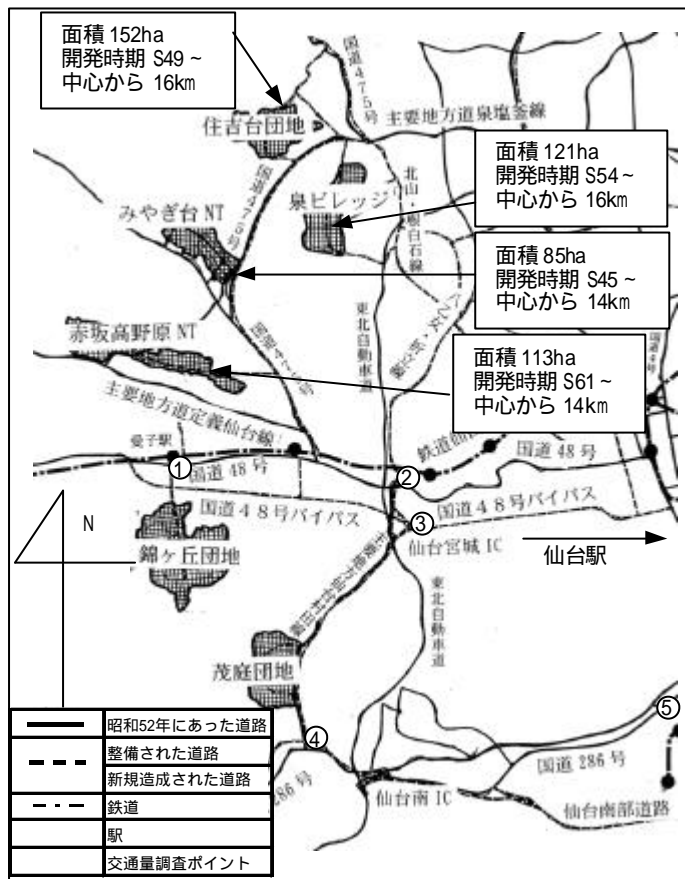 面積 152ha
開発時期 S49～
中心から 16km
国道475号
住吉台団地
主要地方道泉塩釜線
面積 121ha
開発時期 S54～
中心から 16km
泉ビレッジ
みやぎ台 NT
国道475号
北山・根白石線
面積 85ha
開発時期 S45～
中心から 14km
赤坂高野原 NT
東北自動車道
面積 113ha
開発時期 S61～
中心から 14km
主要地方道定義仙台線
愛子駅
①
国道 48 号
②
国道 48 号
国道４８号バイパス
国道４８号バイパス
③
N
仙台宮城 IC
仙台駅
錦ヶ丘団地
東北自動車道
茂庭団地
④
⑤
国道 286 号
286 号
仙台南 IC
仙台南部道路
昭和52年にあった道路
整備された道路
新規造成された道路
鉄道
駅
交通量調査ポイント